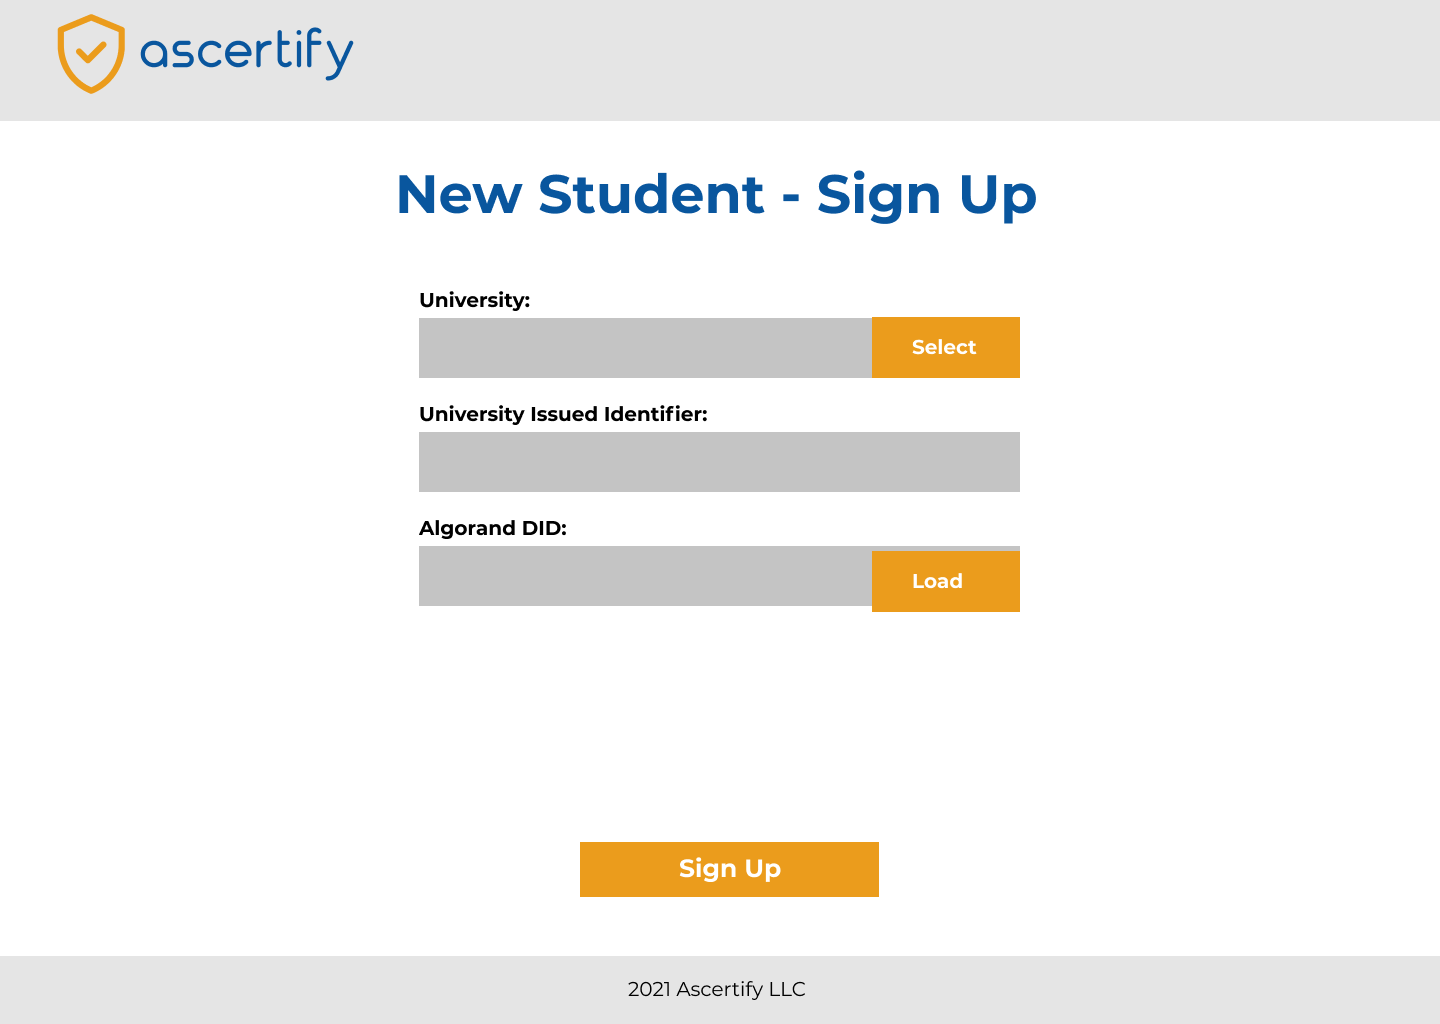 ascertify
New Student - Sign Up
University:
Select
University Issued Identifier:
Algorand DID:
Load
Sign Up
2021 Ascertify LLC